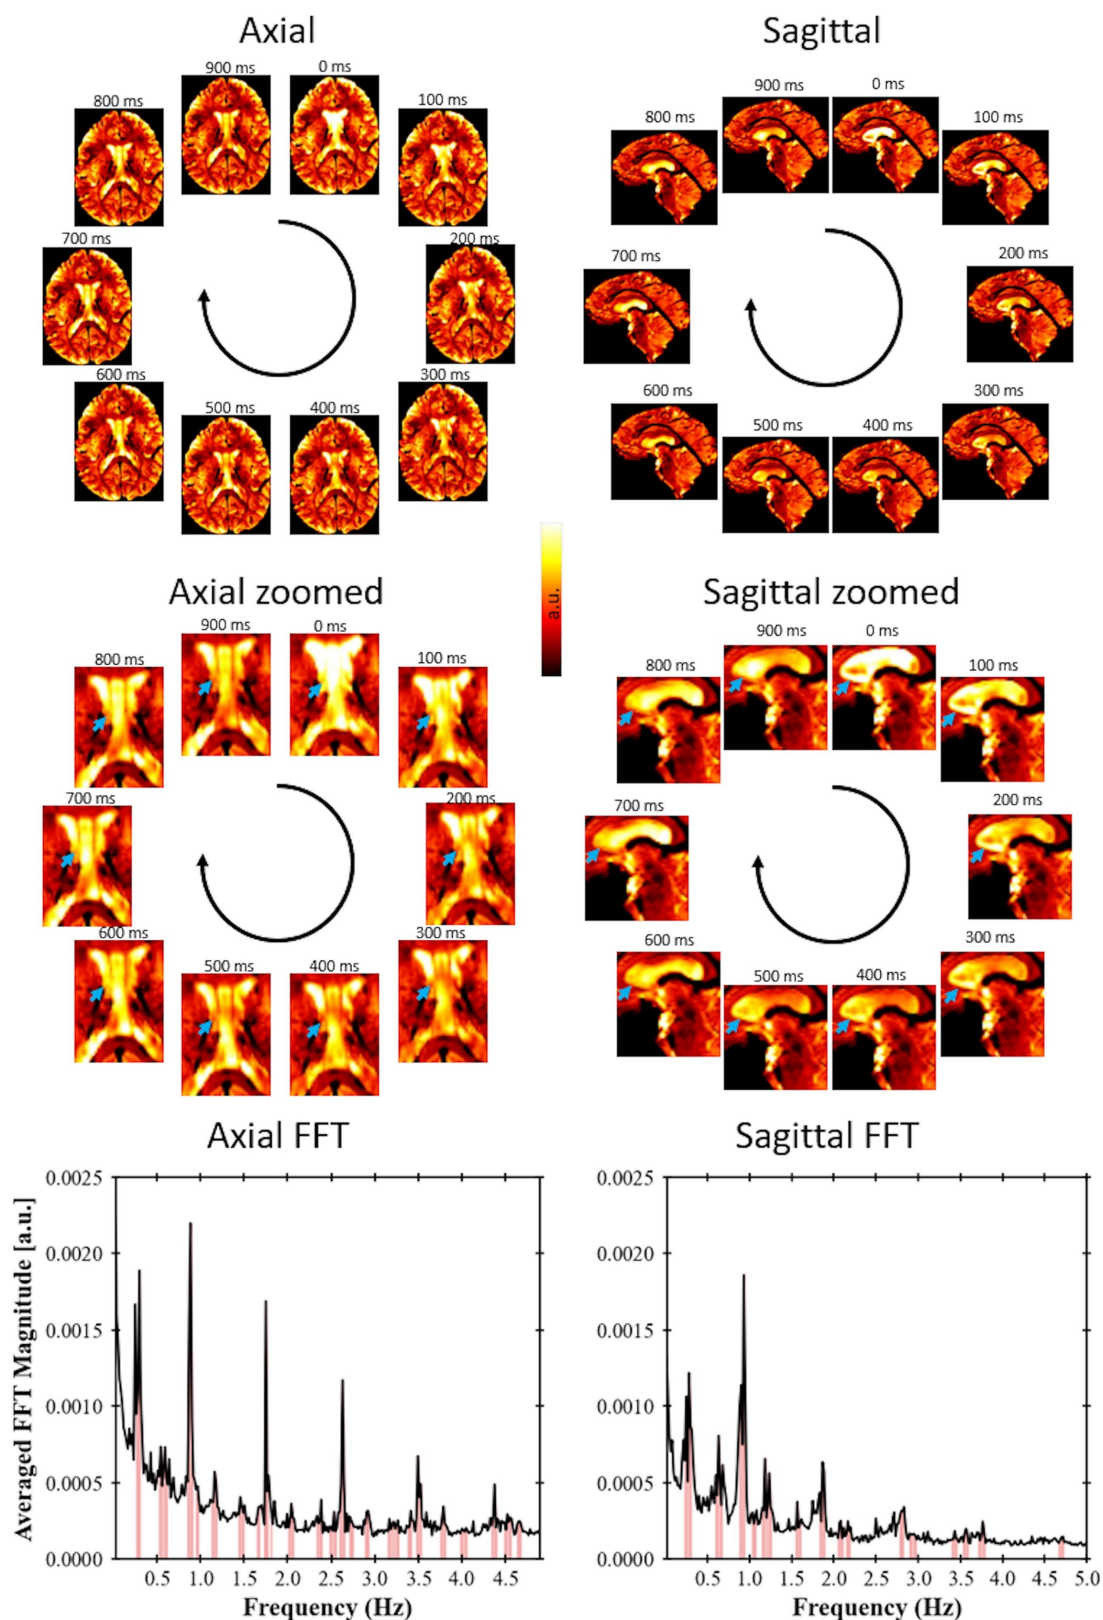 Axial
Sagittal
900 ms
0 ms
800 ms
100 ms
700 ms
200 ms
600 ms
300 ms
500 ms
400 ms
900 ms
0 ms
800 ms
100 ms
700 ms
200 ms
600 ms
300 ms
500 ms
400 ms
a.u.
Axial zoomed
Sagittal zoomed
900 ms
0 ms
800 ms
100 ms
700 ms
200 ms
600 ms
300 ms
500 ms
400 ms
900 ms
0 ms
800 ms
100 ms
700 ms
200 ms
600 ms
300 ms
500 ms
400 ms
Axial FFT
Averaged FFT Magnitude [a.u.]
0.0025
0.0020
0.0015
0.0010
0.0005
0.0000
0.5 1.0 1.5 2.0 2.5 3.0 3.5 4.0 4.5
Frequency (Hz)
Sagittal FFT
0.0025
0.0020
0.0015
0.0010
0.0005
0.0000
0.5 1.0 1.5 2.0 2.5 3.0 3.5 4.0 4.5 5.0
Frequency (Hz)